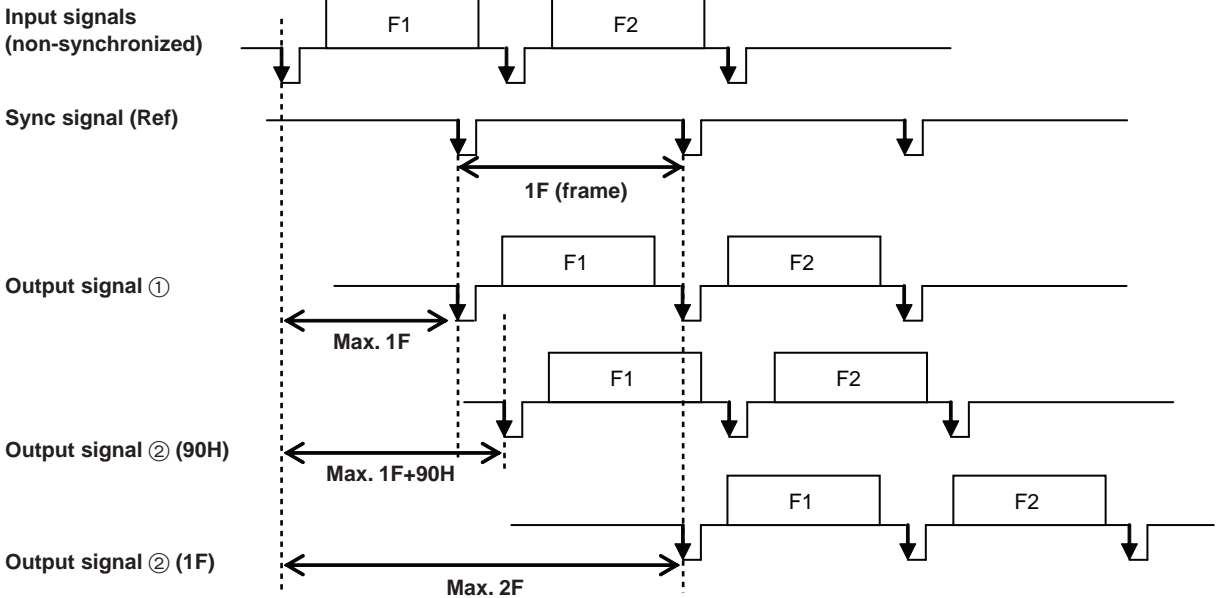 Input signals
(non-synchronized)
F1
F2
Sync signal (Ref)
1F (frame)
F1
F2
Output signal ①
Max. 1F
F1
F2
Output signal ② (90H)
Max. 1F+90H
F1
F2
Output signal ② (1F)
Max. 2F